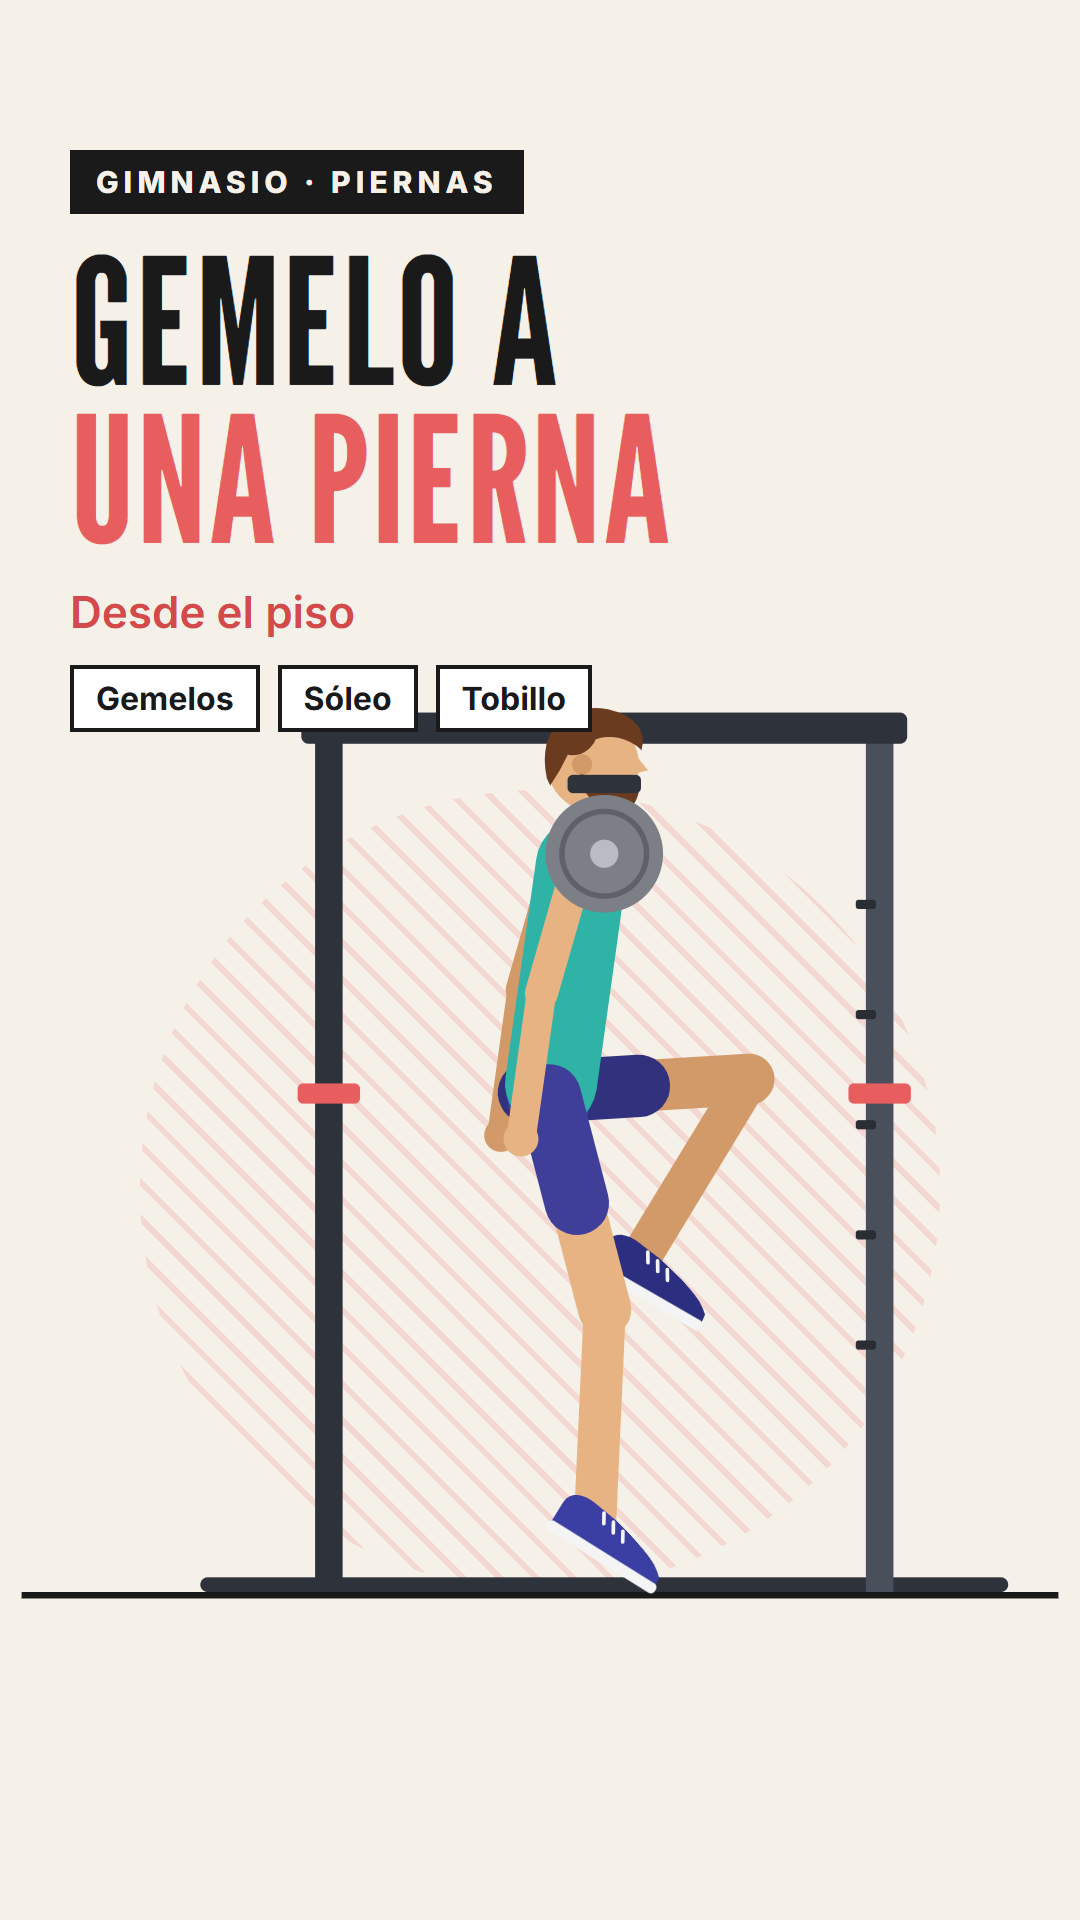 GIMNASIO · PIERNAS
GEMELO A
UNA PIERNA
Desde el piso
Gemelos Sóleo Tobillo